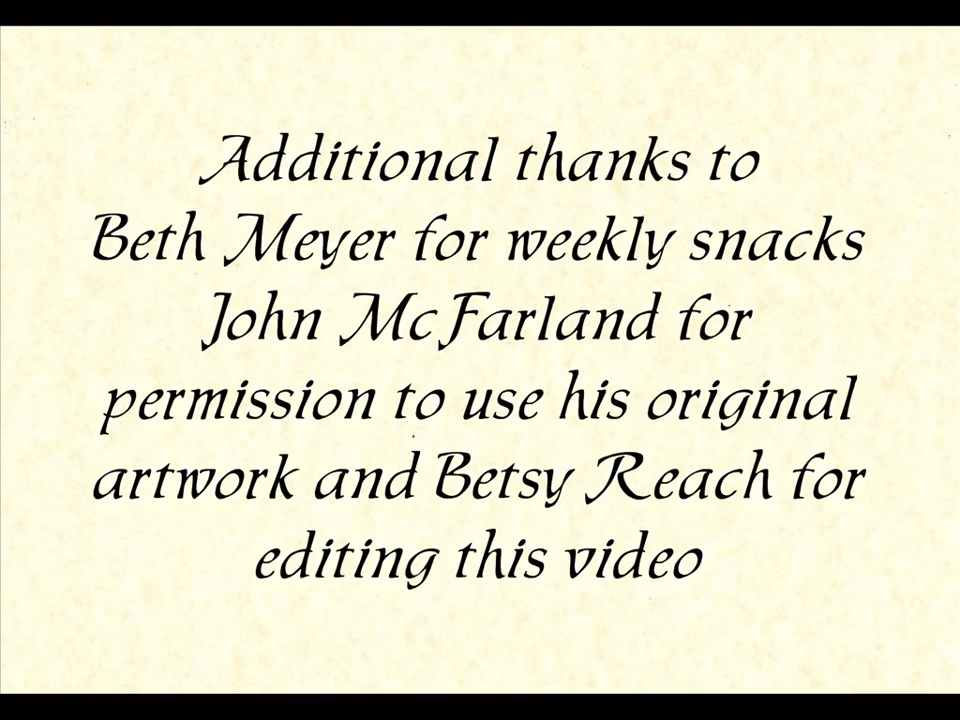 Additional thanks to
Beth Meyer for weekly snacks
John McFarland for
permission to use his original
artwork and Betsy Reach for
editing this video